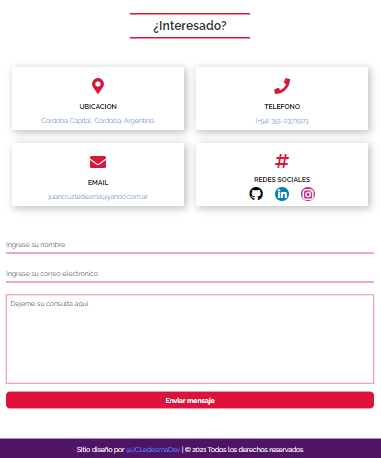 ¿Interesado?
UBICACION
Cordoba Capital, Cordoba, Argentina
TELEFONO
(+54) 351-2371503
EMAIL
juancruzledesma@yahoo.com.ar
REDES SOCIALES
Ingrese su nombre.
Ingrese su correo electronico.
Dejeme su consulta aqui
Enviar mensaje
Sitio diseño por @JCLedesmaDev | © 2021 Todos los derechos reservados